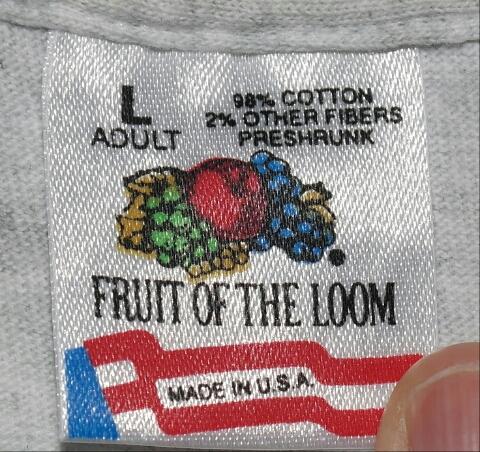 L
ADULT
98% COTTON
2% OTHER FIBERS
PRESHRUNK
FRUIT OF THE LOOM
MADE IN U.S.A.